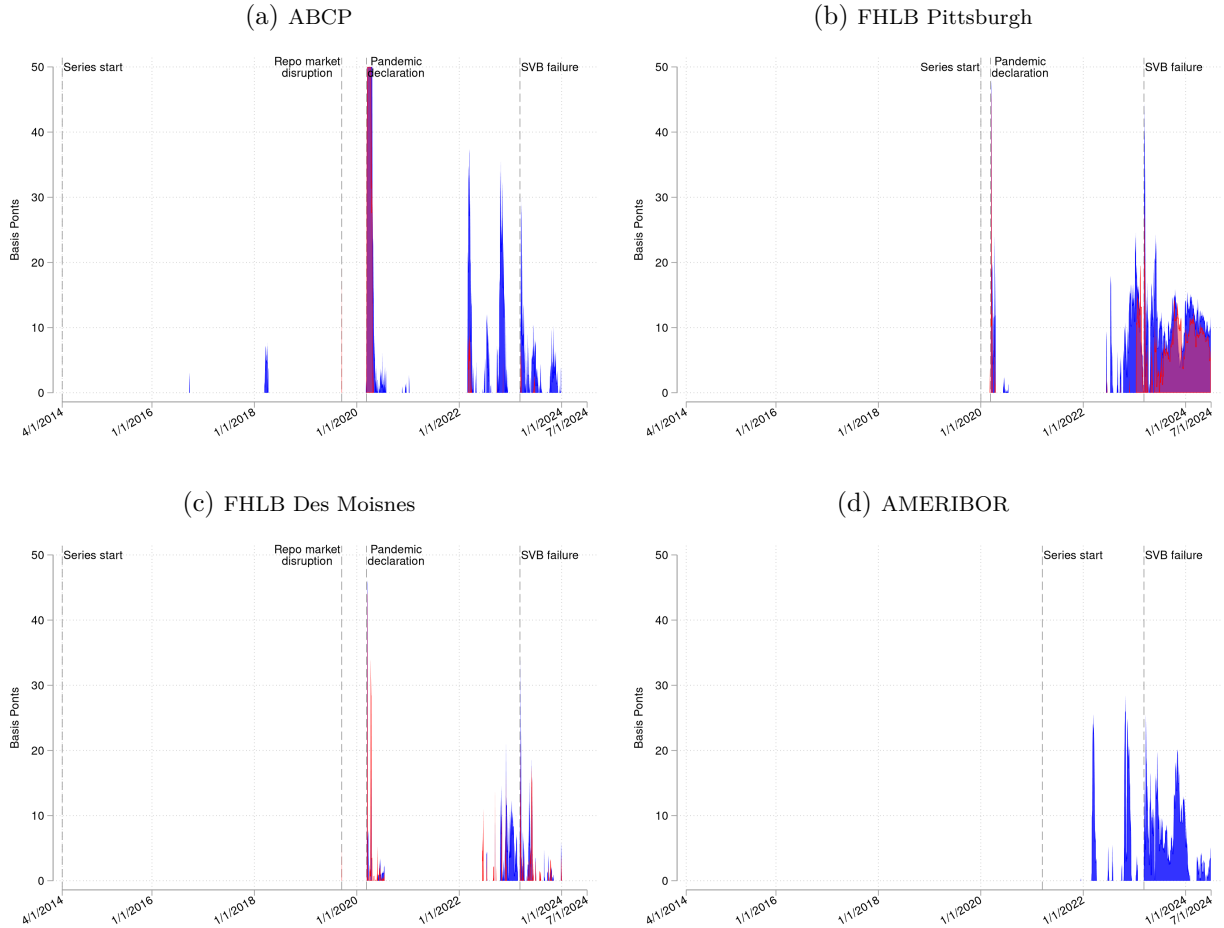 (a) ABCP
50
40
30
20
10
0
Basis Ponts
Series start
Repo market
disruption
Pandemic
declaration
SVB failure
4/1/2014
1/1/2016
1/1/2018
1/1/2020
1/1/2022
1/1/2024
7/1/2024
(b) FHLB Pittsburgh
50
40
30
20
10
0
Basis Ponts
Series start
Pandemic
declaration
SVB failure
4/1/2014
1/1/2016
1/1/2018
1/1/2020
1/1/2022
1/1/2024
7/1/2024
(c) FHLB Des Moisnes
50
40
30
20
10
0
Basis Ponts
Series start
Repo market
disruption
Pandemic
declaration
SVB failure
4/1/2014
1/1/2016
1/1/2018
1/1/2020
1/1/2022
1/1/2024
7/1/2024
(d) AMERIBOR
50
40
30
20
10
0
Basis Ponts
Series start
SVB failure
4/1/2014
1/1/2016
1/1/2018
1/1/2020
1/1/2022
1/1/2024
7/1/2024